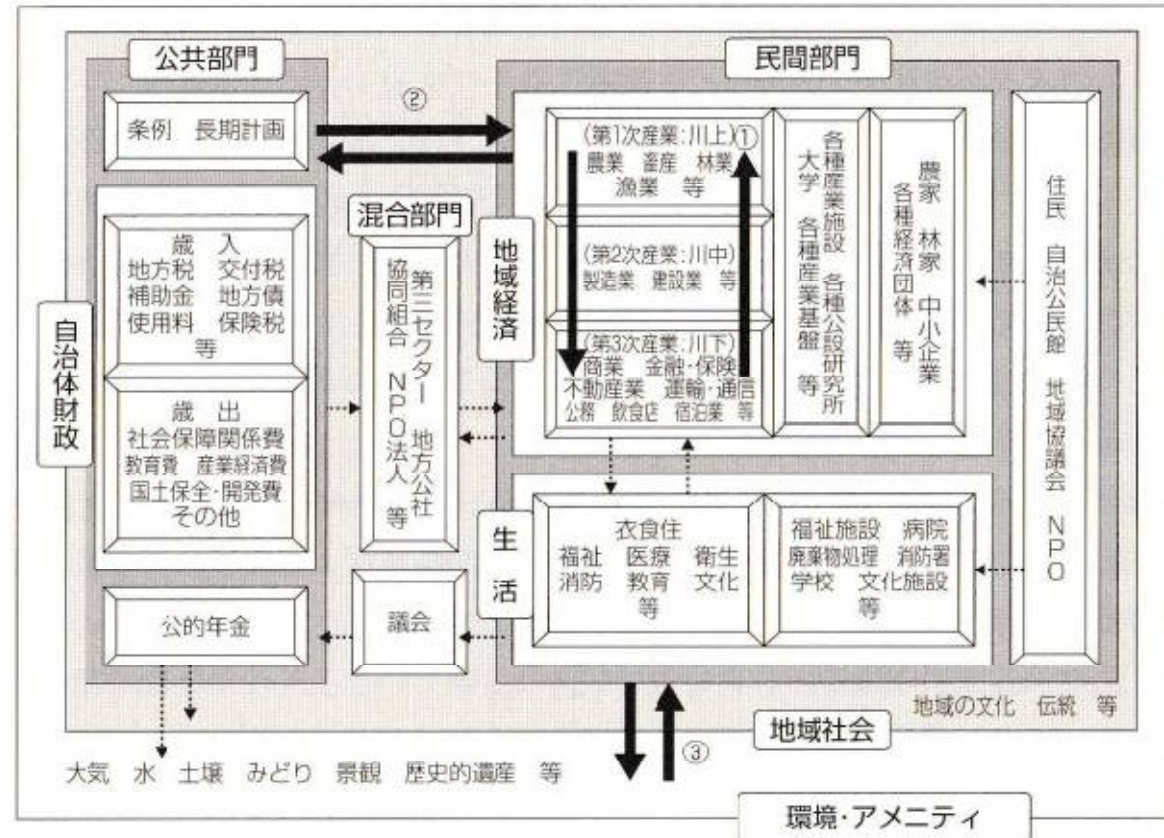 公共部門
条例 長期計画
自治体財政
歳入
地方税 交付税
補助金 地方債
使用料 保険税
等
歳出
社会保障関係費
教育費 産業経済費
国土保全・開発費
その他
公的年金
②
混合部門
第三セクター 地方公社
協同組合 NPO法人 等
議会
民間部門
地域経済
(第1次産業:川上)①
農業 畜産 林業
漁業 等
(第2次産業:川中)
製造業 建設業 等
(第3次産業:川下)
商業 金融・保険
不動産業 運輸・通信
公務 飲食店 宿泊業 等
各種産業施設 各種公設研究所
大学 各種産業基盤 等
農家 林家 中小企業
各種経済団体 等
住民 自治公民館 地域協議会 NPO
生活
衣食住
福祉 医療 衛生
消防 教育 文化
等
福祉施設 病院
廃棄物処理 消防署
学校 文化施設
等
地域の文化 伝統 等
地域社会
③
大気 水 土壌 みどり 景観 歴史的遺産 等
環境・アメニティ